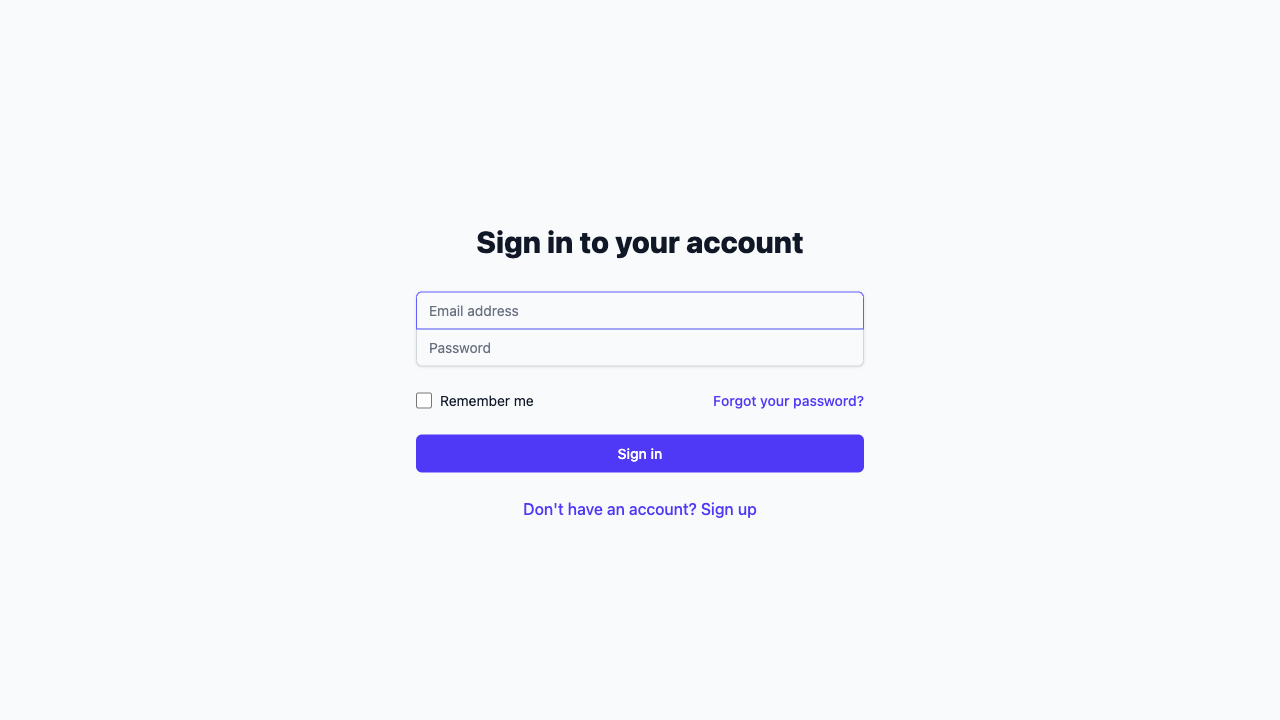 Sign in to your account
Email address
Password
Remember me
Forgot your password?
Sign in
Don't have an account? Sign up